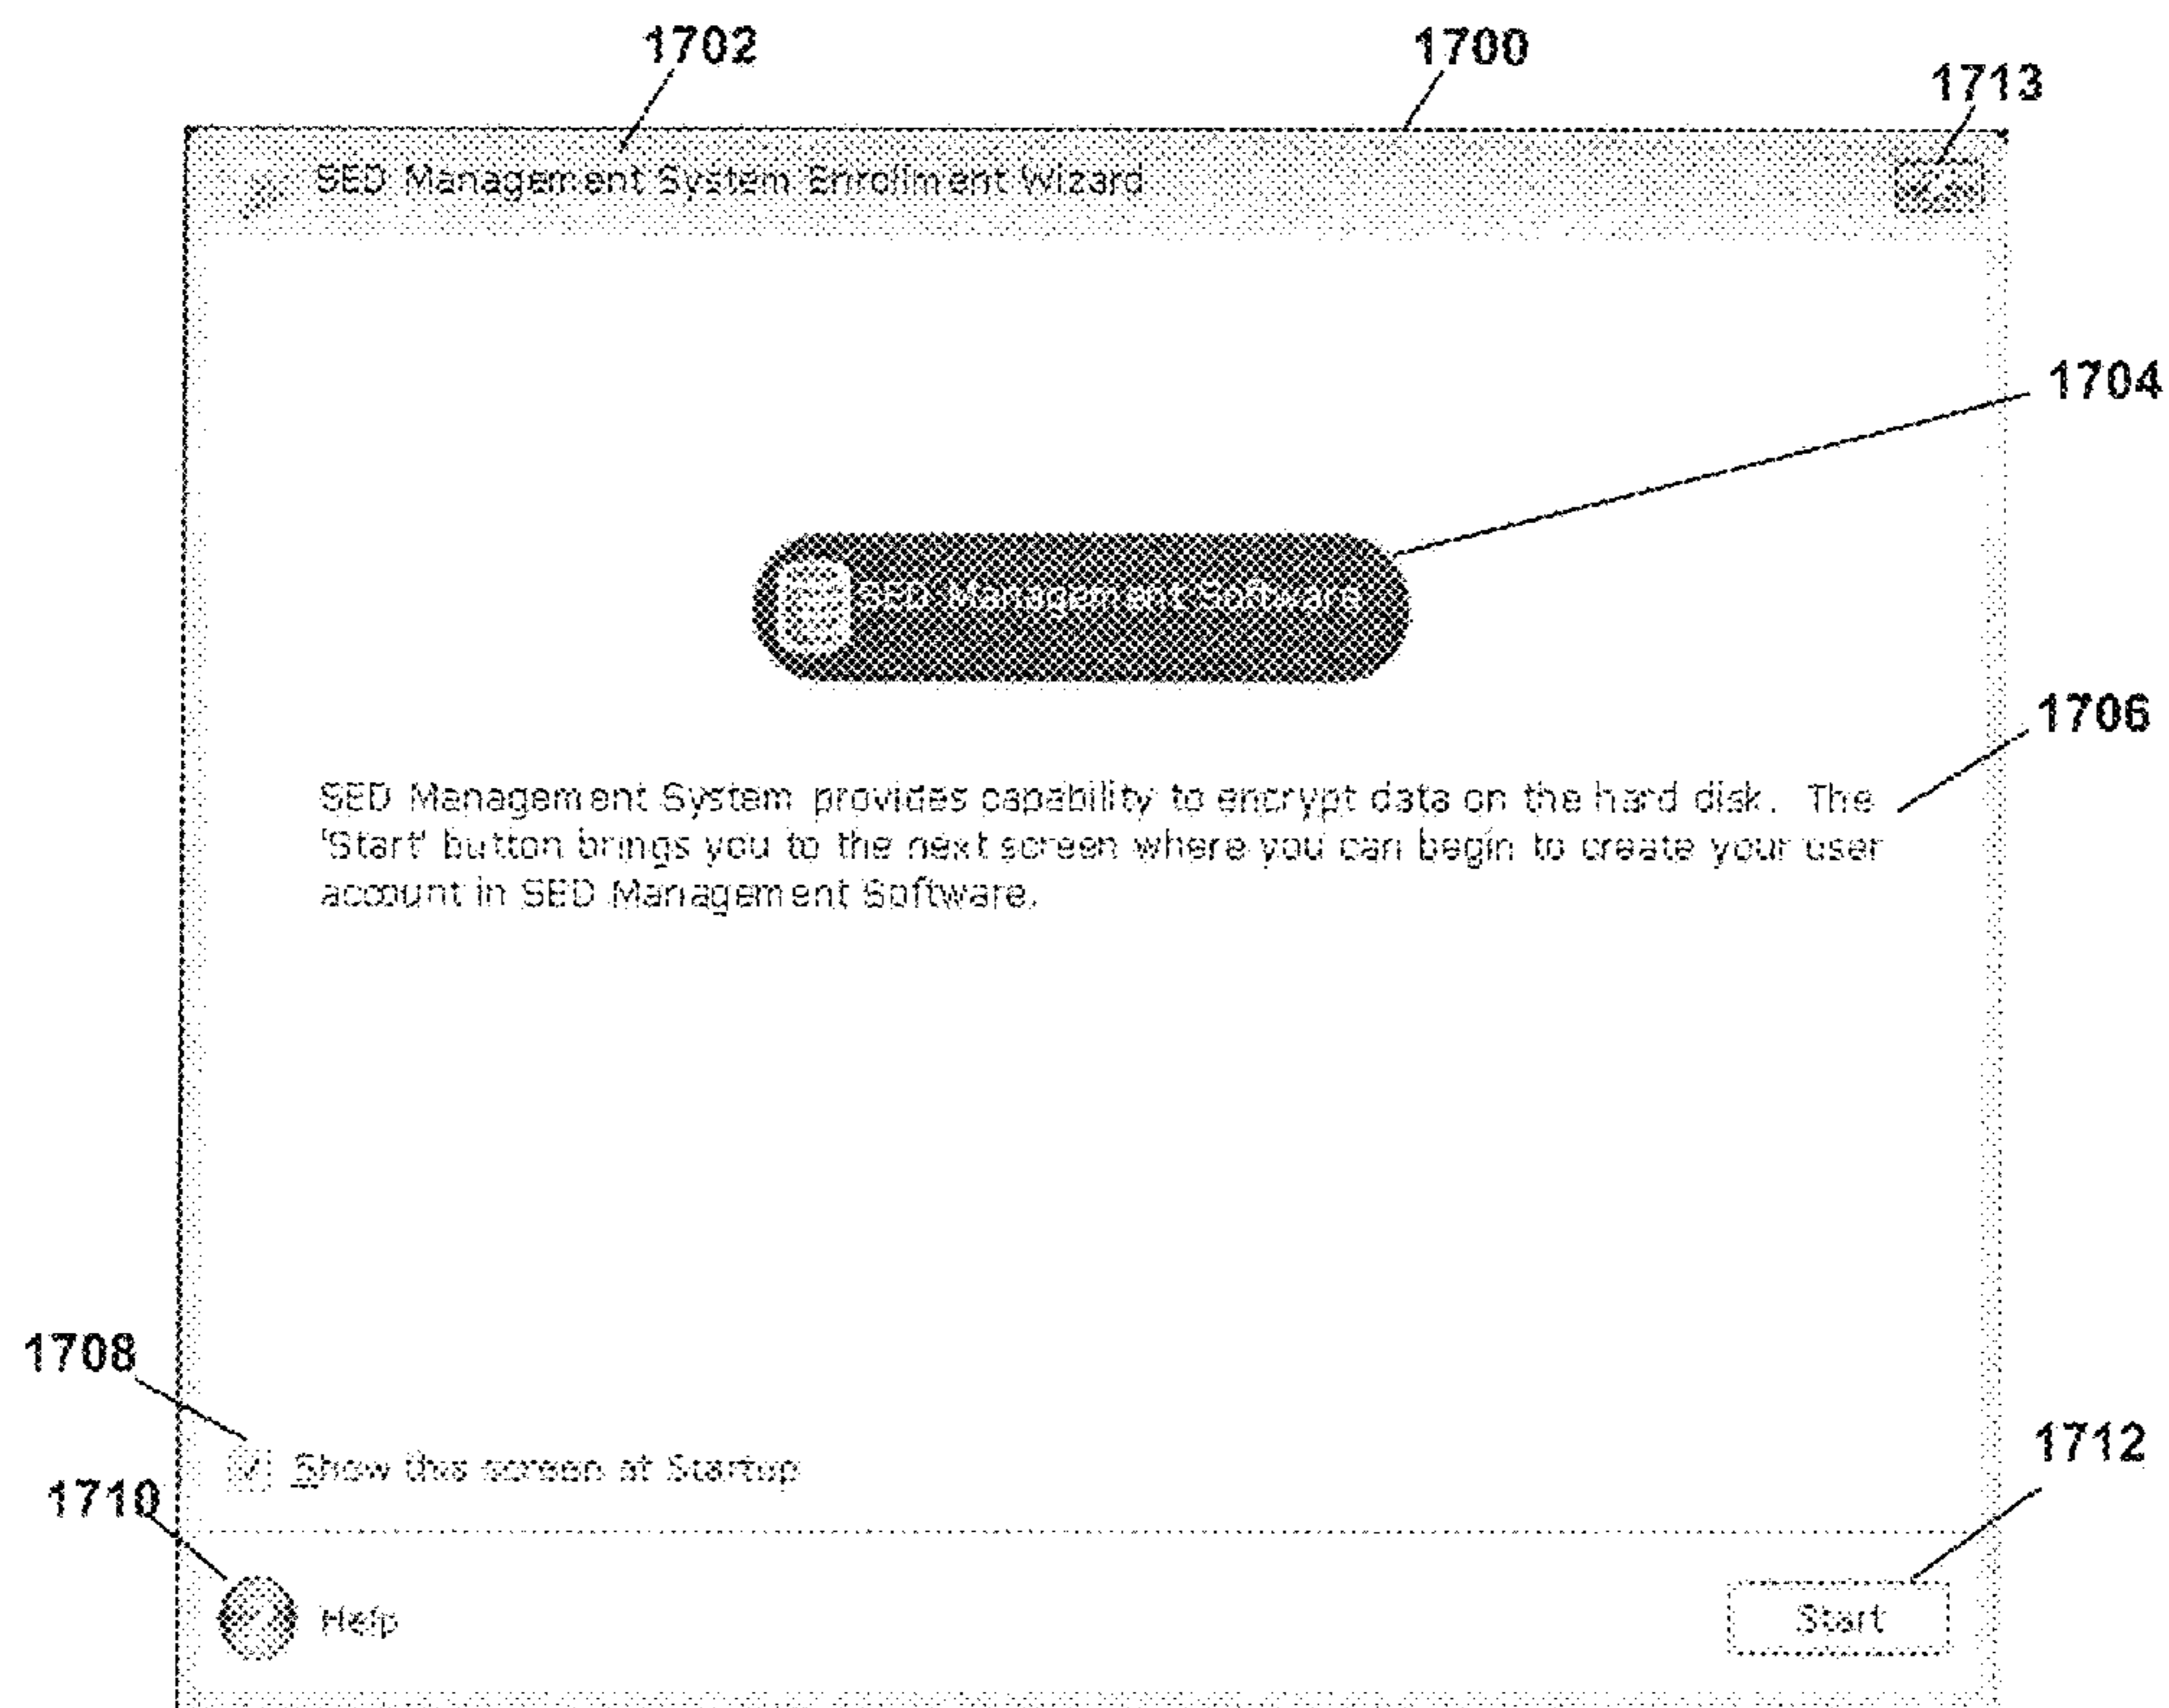 1702
1700
1713
SED Management System Enrollment Wizard
1704
SED Management Software
1706
SED Management System provides capability to encrypt data on the hard disk. The
'Start' button brings you to the next screen where you can begin to create your user
account in SED Management Software.
1708
Show this screen at Startup
1710
1712
Help
Start